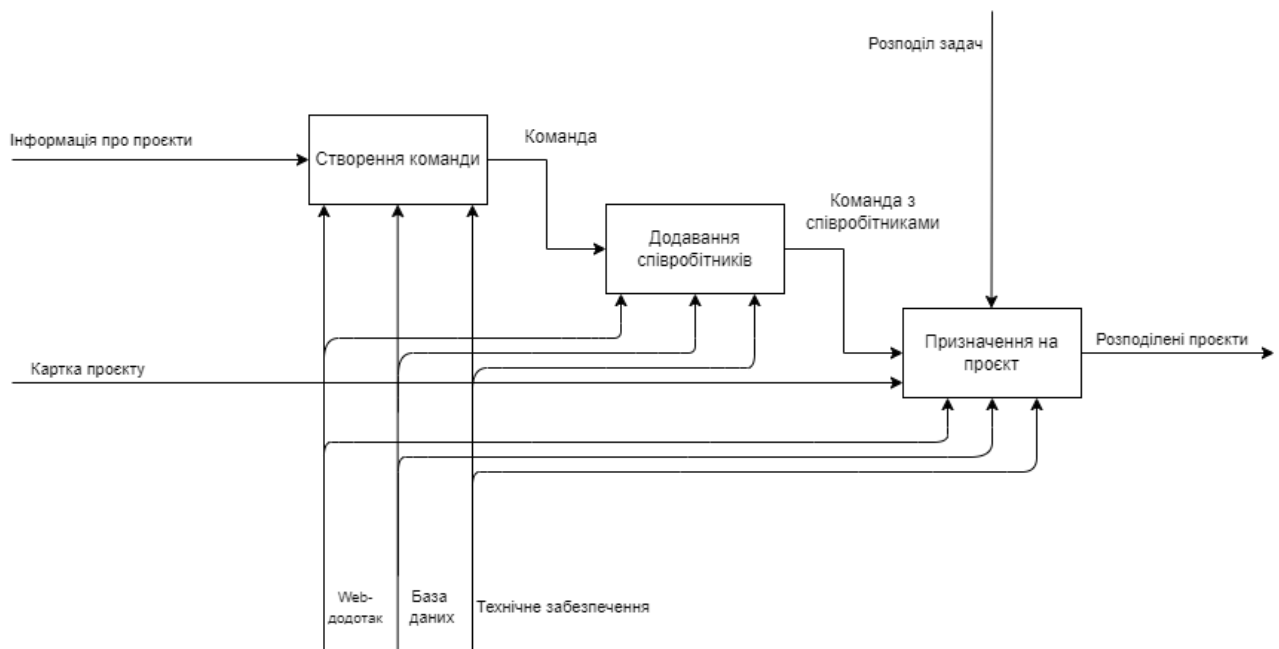 Розподіл задач
Інформація про проєкти
Команда
Створення команди
Команда з
співробітниками
Додавання
співробітників
Призначення на
проєкт
Розподілені проєкти
Картка проєкту
Web-
додотак
База
даних
Технічне забезпечення